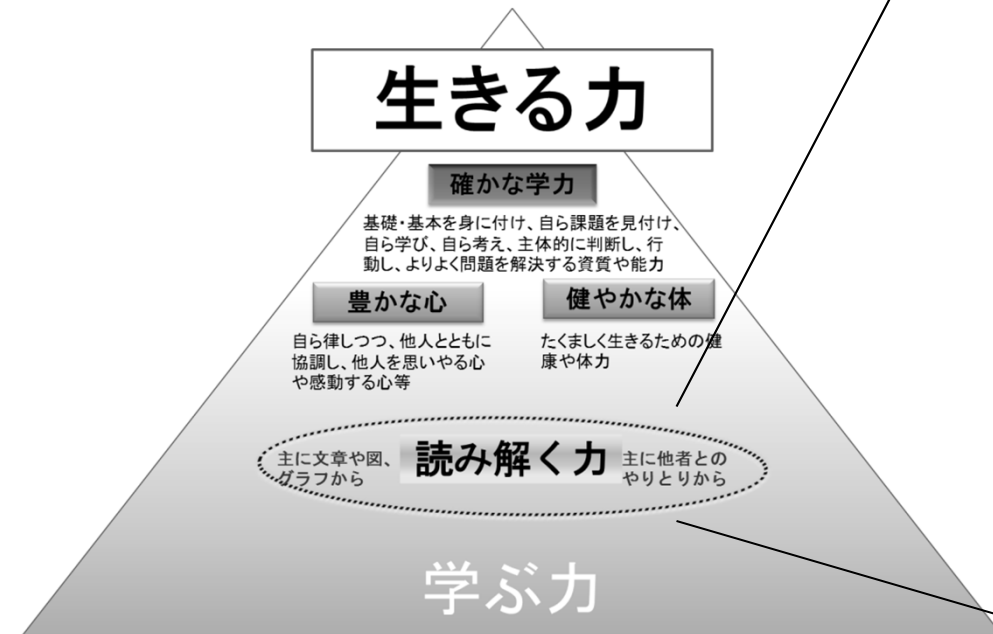 生きる力
確かな学力
基礎・基本を身に付け、自ら課題を見付け、
自ら学び、自ら考え、主体的に判断し、行
動し、よりよく問題を解決する資質や能力
豊かな心
自ら律しつつ、他人とともに
協調し、他人を思いやる心
や感動する心等
健やかな体
たくましく生きるための健
康や体力
主に文章や図、
グラフから
読み解く力
主に他者との
やりとりから
学ぶ力